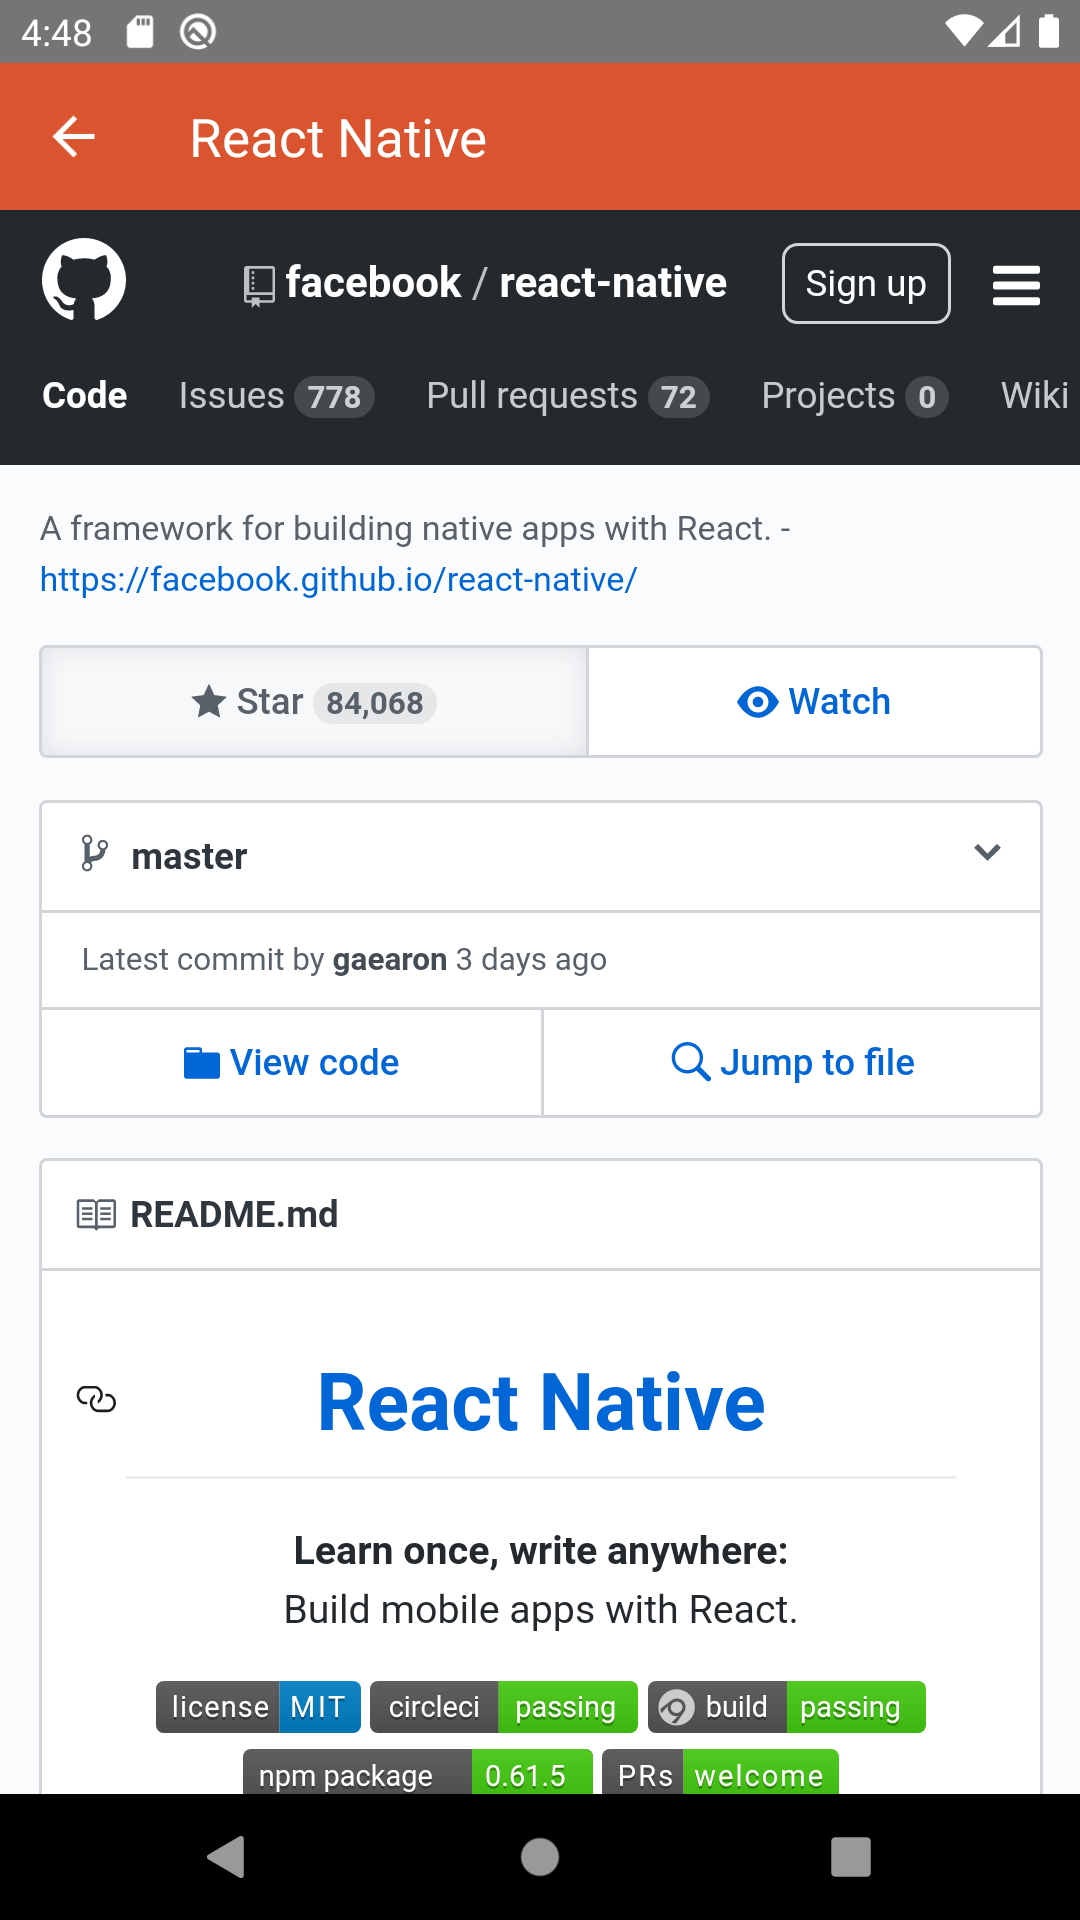 4:48
React Native
facebook / react-native
Sign up
Code Issues 778 Pull requests 72 Projects 0 Wiki
A framework for building native apps with React. -
https://facebook.github.io/react-native/
Star 84,068
Watch
master
Latest commit by gaearon 3 days ago
View code
Jump to file
README.md
React Native
Learn once, write anywhere:
Build mobile apps with React.
license MIT circleci passing build passing
npm package 0.61.5 PRs welcome